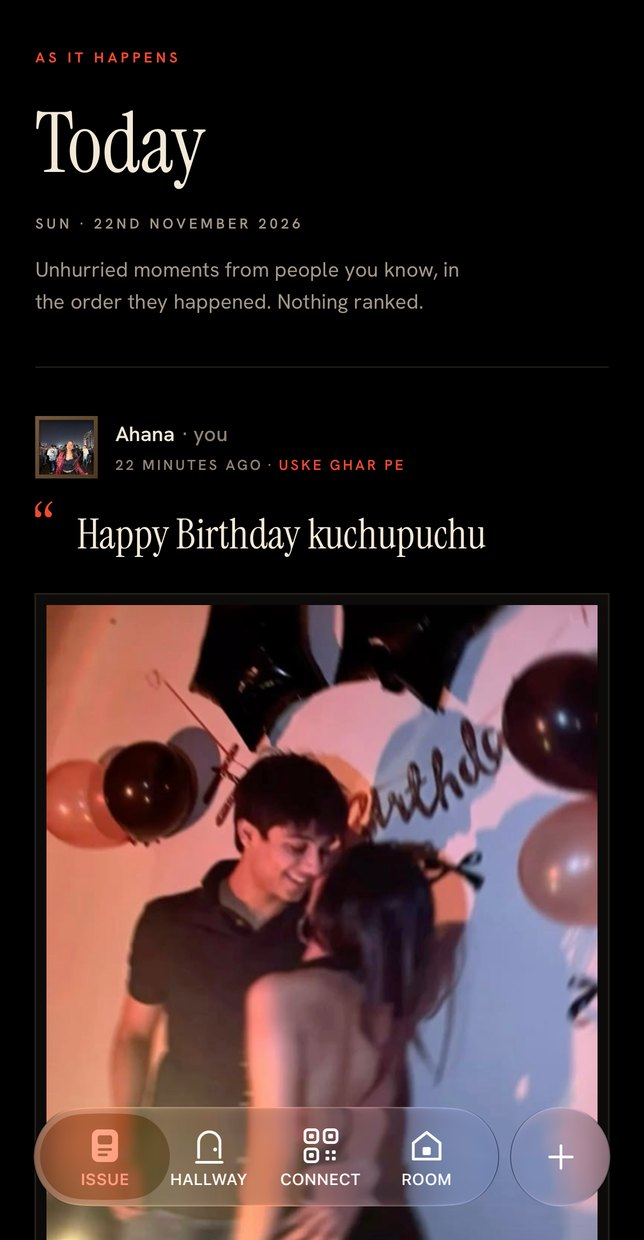 AS IT HAPPENS
Today
SUN · 22ND NOVEMBER 2026
Unhurried moments from people you know, in
the order they happened. Nothing ranked.
Ahana · you
22 MINUTES AGO · USKE GHAR PE
“ Happy Birthday kuchupuchu
ISSUE HALLWAY CONNECT ROOM